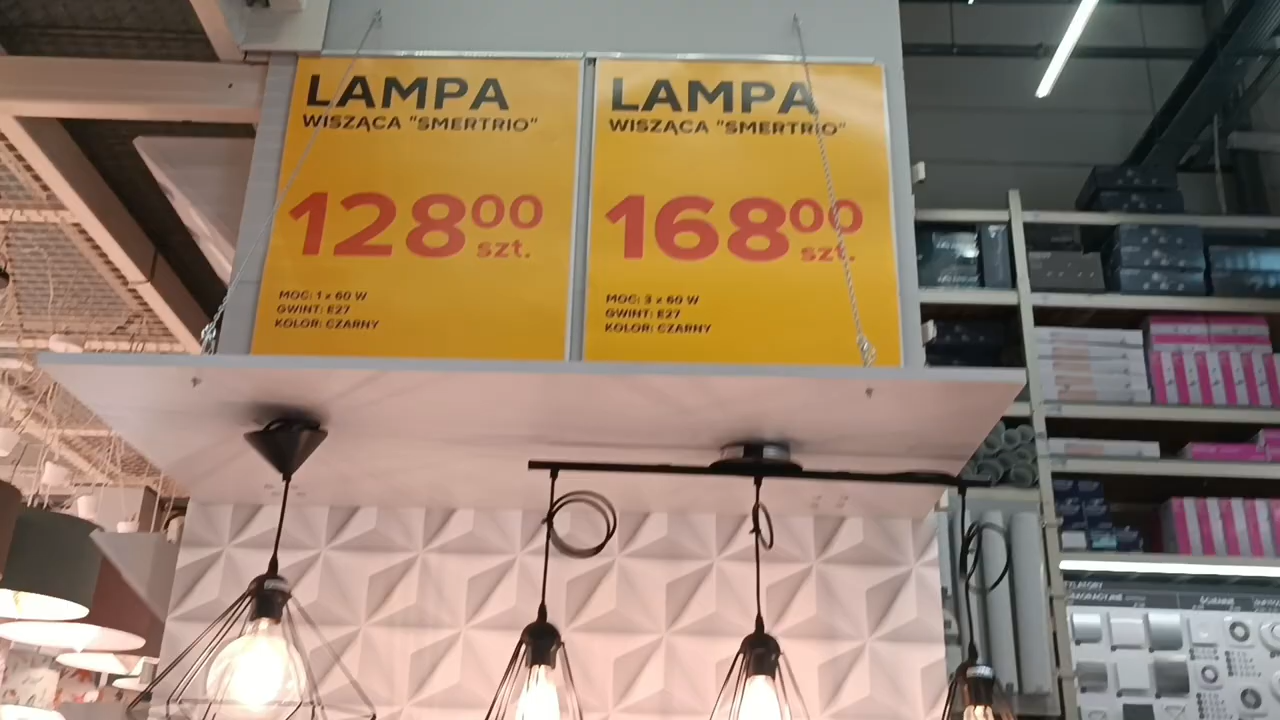 LAMPA
WISZĄCA "SMERTRIO"
12800
szt.
MOC: 1 x 60 W
GWINT: E27
KOLOR: CZARNY
LAMPA
WISZĄCA "SMERTRIO"
16800
szt.
MOC: 3 x 60 W
GWINT: E27
KOLOR: CZARNY